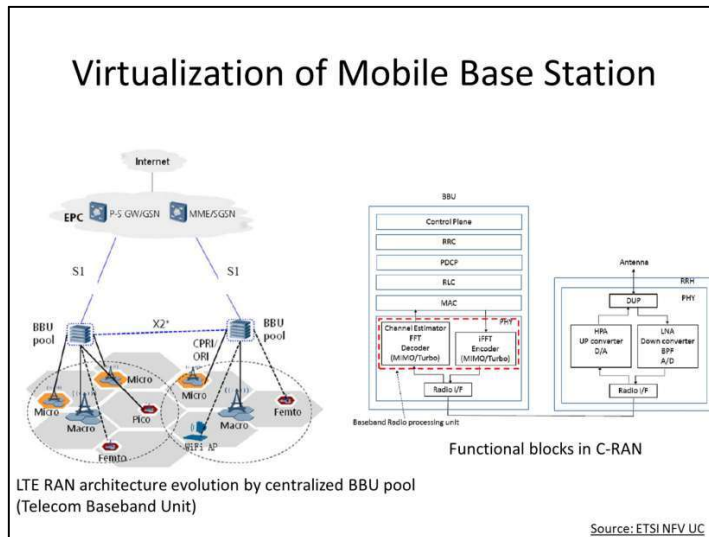 Virtualization of Mobile Base Station
Internet
EPC
P-S GW/GSN
MME/SGSN
S1
S1
BBU
pool
X2*
BBU
pool
CPRI/
ORI
Micro
Micro
Micro
Macro
Pico
Macro
Femto
Femto
WiFi AP
LTE RAN architecture evolution by centralized BBU pool
(Telecom Baseband Unit)
BBU
Control Plane
RRC
PDCP
RLC
MAC
PHY
Channel Estimator
FFT
Decoder
(MIMO/Turbo)
iFFT
Encoder
(MIMO/Turbo)
Radio I/F
Baseband Radio processing
unit
Antenna
RRH
PHY
DUP
HPA
UP converter
D/A
LNA
Down converter
BPF
A/D
Radio I/F
Functional blocks in C-RAN
Source: ETSI NFV UC